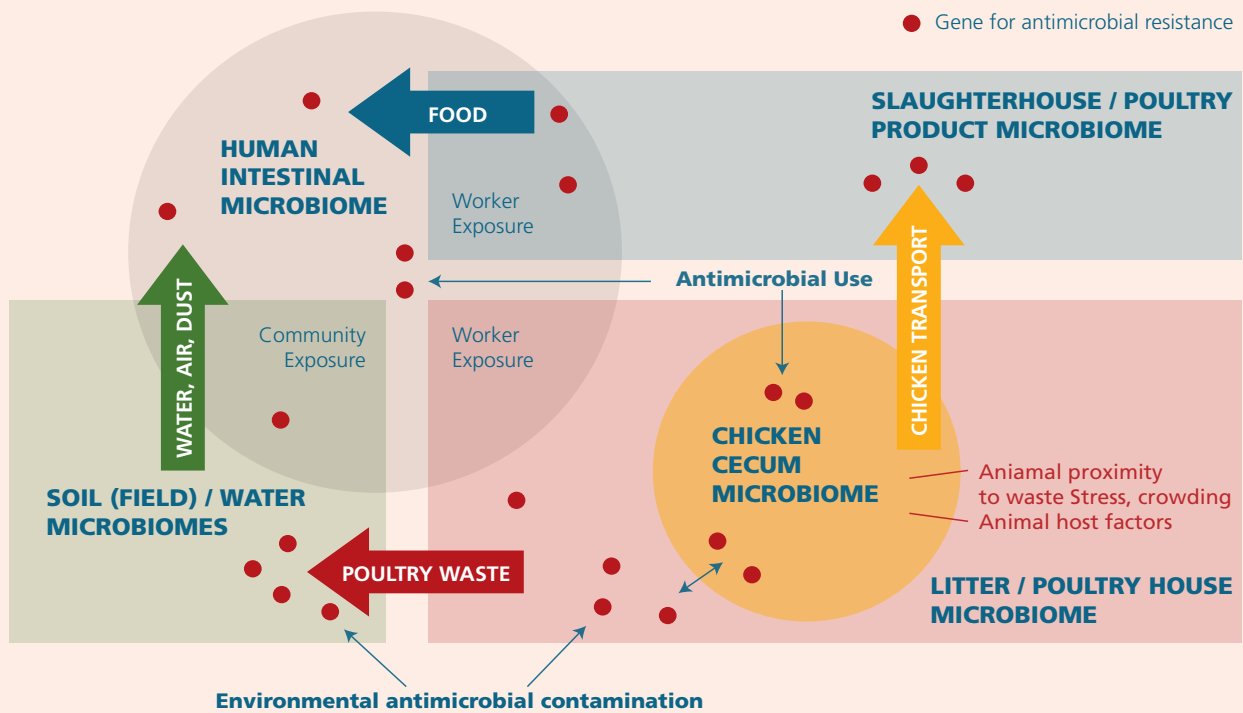 Gene for antimicrobial resistance
FOOD
SLAUGHTERHOUSE / POULTRY
PRODUCT MICROBIOME
HUMAN
INTESTINAL
MICROBIOME
Worker
Exposure
CHICKEN TRANSPORT
WATER, AIR, DUST
Antimicrobial Use
Community
Exposure
Worker
Exposure
CHICKEN
CECUM
MICROBIOME
Aniamal proximity
to waste Stress, crowding
Animal host factors
SOIL (FIELD) / WATER
MICROBIOMES
POULTRY WASTE
LITTER / POULTRY HOUSE
MICROBIOME
Environmental antimicrobial contamination